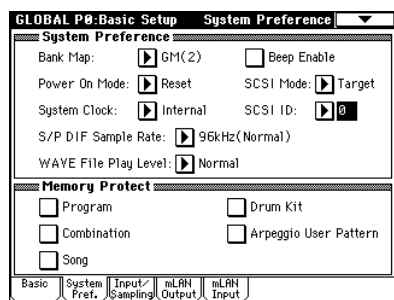 GLOBAL P0:Basic Setup System Preference
System Preference
Bank Map: GM(2) Beep Enable
Power On Mode: Reset SCSI Mode: Target
System Clock: Internal SCSI ID: 0
S/P DIF Sample Rate: 96kHz(Normal)
WAVE File Play Level: Normal
Memory Protect
Program Drum Kit
Combination Arpeggio User Pattern
Song
Basic System Pref. Input/Sampling mLAN Output mLAN Input